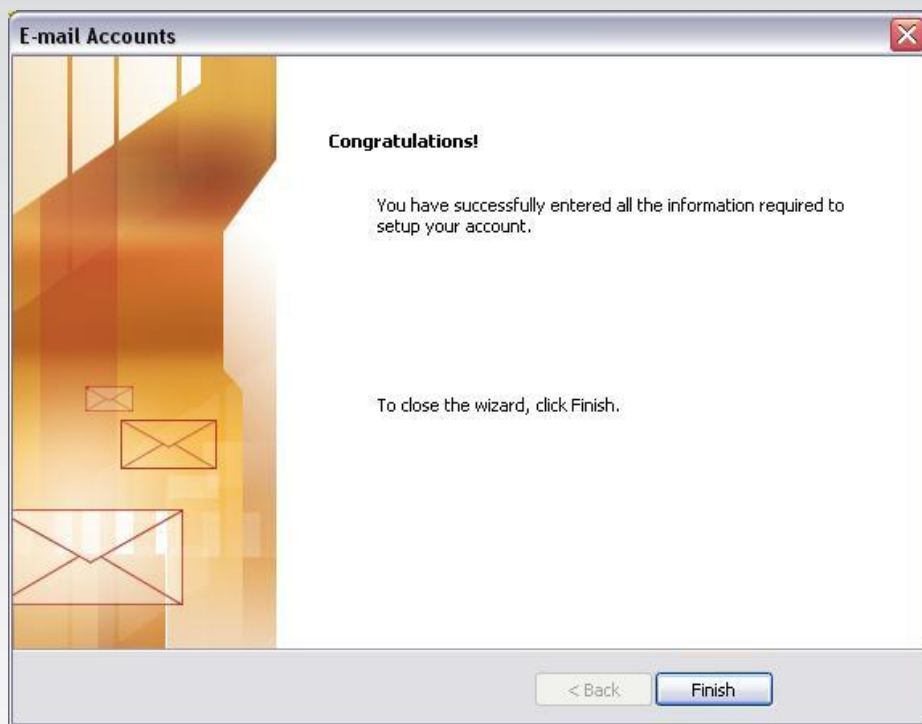 E-mail Accounts
Congratulations!
You have successfully entered all the information required to
setup your account.
To close the wizard, click Finish.
< Back
Finish